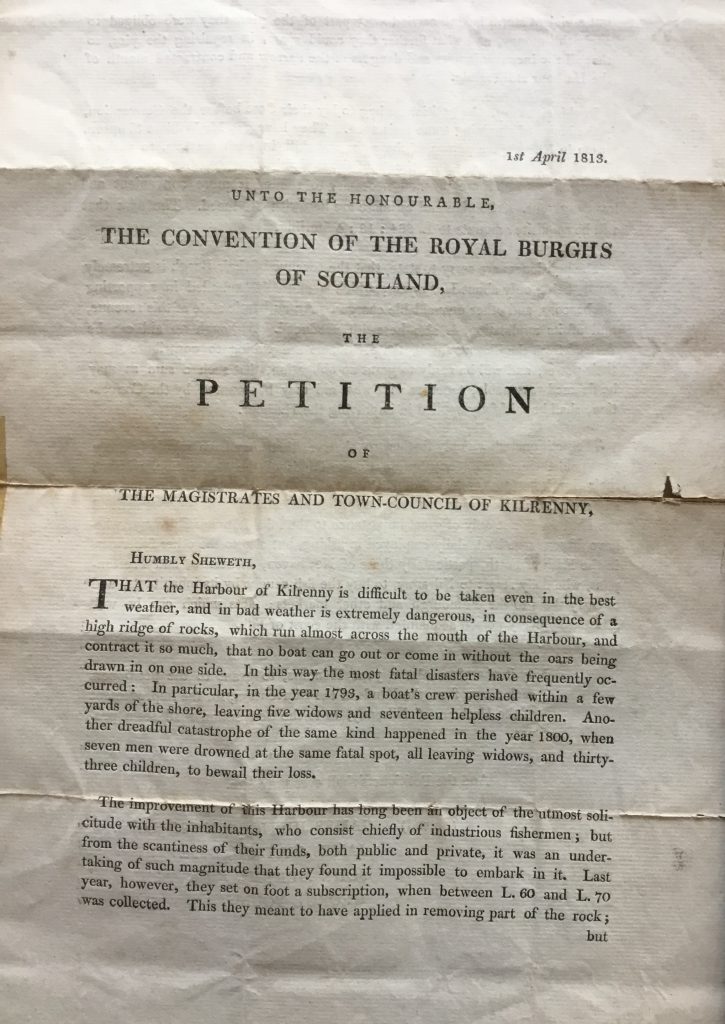 1st April 1813.
UNTO THE HONOURABLE,
THE CONVENTION OF THE ROYAL BURGHS
OF SCOTLAND,
THE
PETITION
OF
THE MAGISTRATES AND TOWN-COUNCIL OF KILRENNY,
HUMBLY SHEWETH,
THAT the Harbour of Kilrenny is difficult to be taken even in the best
weather, and in bad weather is extremely dangerous, in consequence of a
high ridge of rocks, which run almost across the mouth of the Harbour, and
contract it so much, that no boat can go out or come in without the oars being
drawn in on one side. In this way the most fatal disasters have frequently oc-
curred: In particular, in the year 1793, a boat's crew perished within a few
yards of the shore, leaving five widows and seventeen helpless children. Ano-
ther dreadful catastrophe of the same kind happened in the year 1800, when
seven men were drowned at the same fatal spot, all leaving widows, and thirty-
three children, to bewail their loss.
The improvement of this Harbour has long been an object of the utmost soli-
citude with the inhabitants, who consist chiefly of industrious fishermen; but
from the scantiness of their funds, both public and private, it was an under-
taking of such magnitude that they found it impossible to embark in it. Last
year, however, they set on foot a subscription, when between L. 60 and L. 70
was collected. This they meant to have applied in removing part of the rock;
but